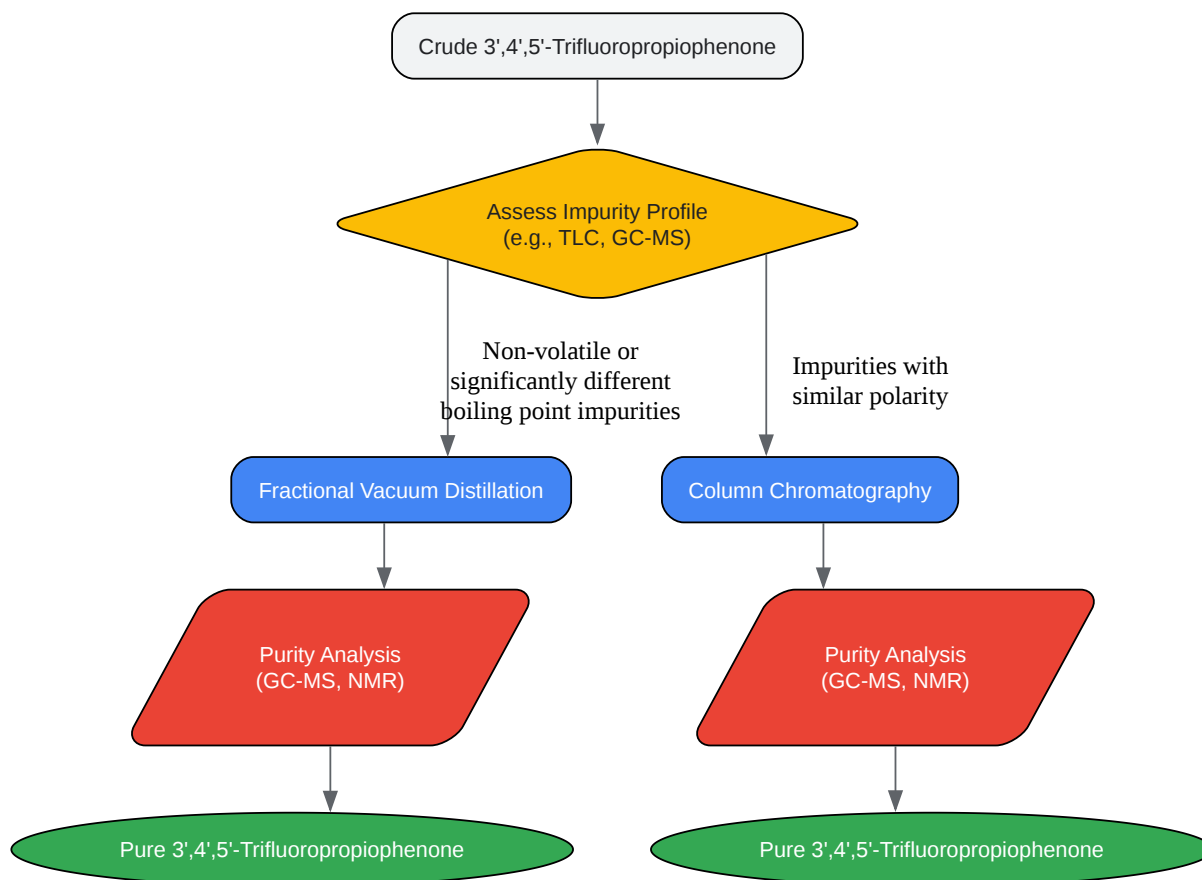 Crude 3',4',5'-Trifluoropropiophenone
Assess Impurity Profile
(e.g., TLC, GC-MS)
Non-volatile or
significantly different
boiling point impurities
Impurities with
similar polarity
Fractional Vacuum Distillation
Column Chromatography
Purity Analysis
(GC-MS, NMR)
Purity Analysis
(GC-MS, NMR)
Pure 3',4',5'-Trifluoropropiophenone
Pure 3',4',5'-Trifluoropropiophenone